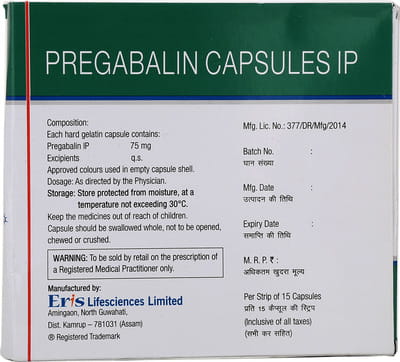 PREGABALIN CAPSULES IP
Composition:
Each hard gelatin capsule contains:
Pregabalin IP 75 mg
Excipients q.s.
Approved colours used in empty capsule shell.
Dosage: As directed by the Physician.
Storage: Store protected from moisture, at a
temperature not exceeding 30°C.
Keep the medicines out of reach of children.
Capsule should be swallowed whole, not to be opened,
chewed or crushed.
WARNING: To be sold by retail on the prescription of
a Registered Medical Practitioner only.
Manufactured by:
Eris Lifesciences Limited
Amingaon, North Guwahati,
Dist. Kamrup - 781031 (Assam)
® Registered Trademark
Mfg. Lic. No.: 377/DR/Mfg/2014
Batch No. :
घान संख्या
Mfg. Date :
उत्पादन की तिथि
Expiry Date :
समाप्ति की तिथि
M. R. P. ₹ :
अधिकतम खुदरा मूल्य
Per Strip of 15 Capsules
प्रति 15 कैप्सूल की स्ट्रिप
(Inclusive of all taxes)
(सभी कर सहित)